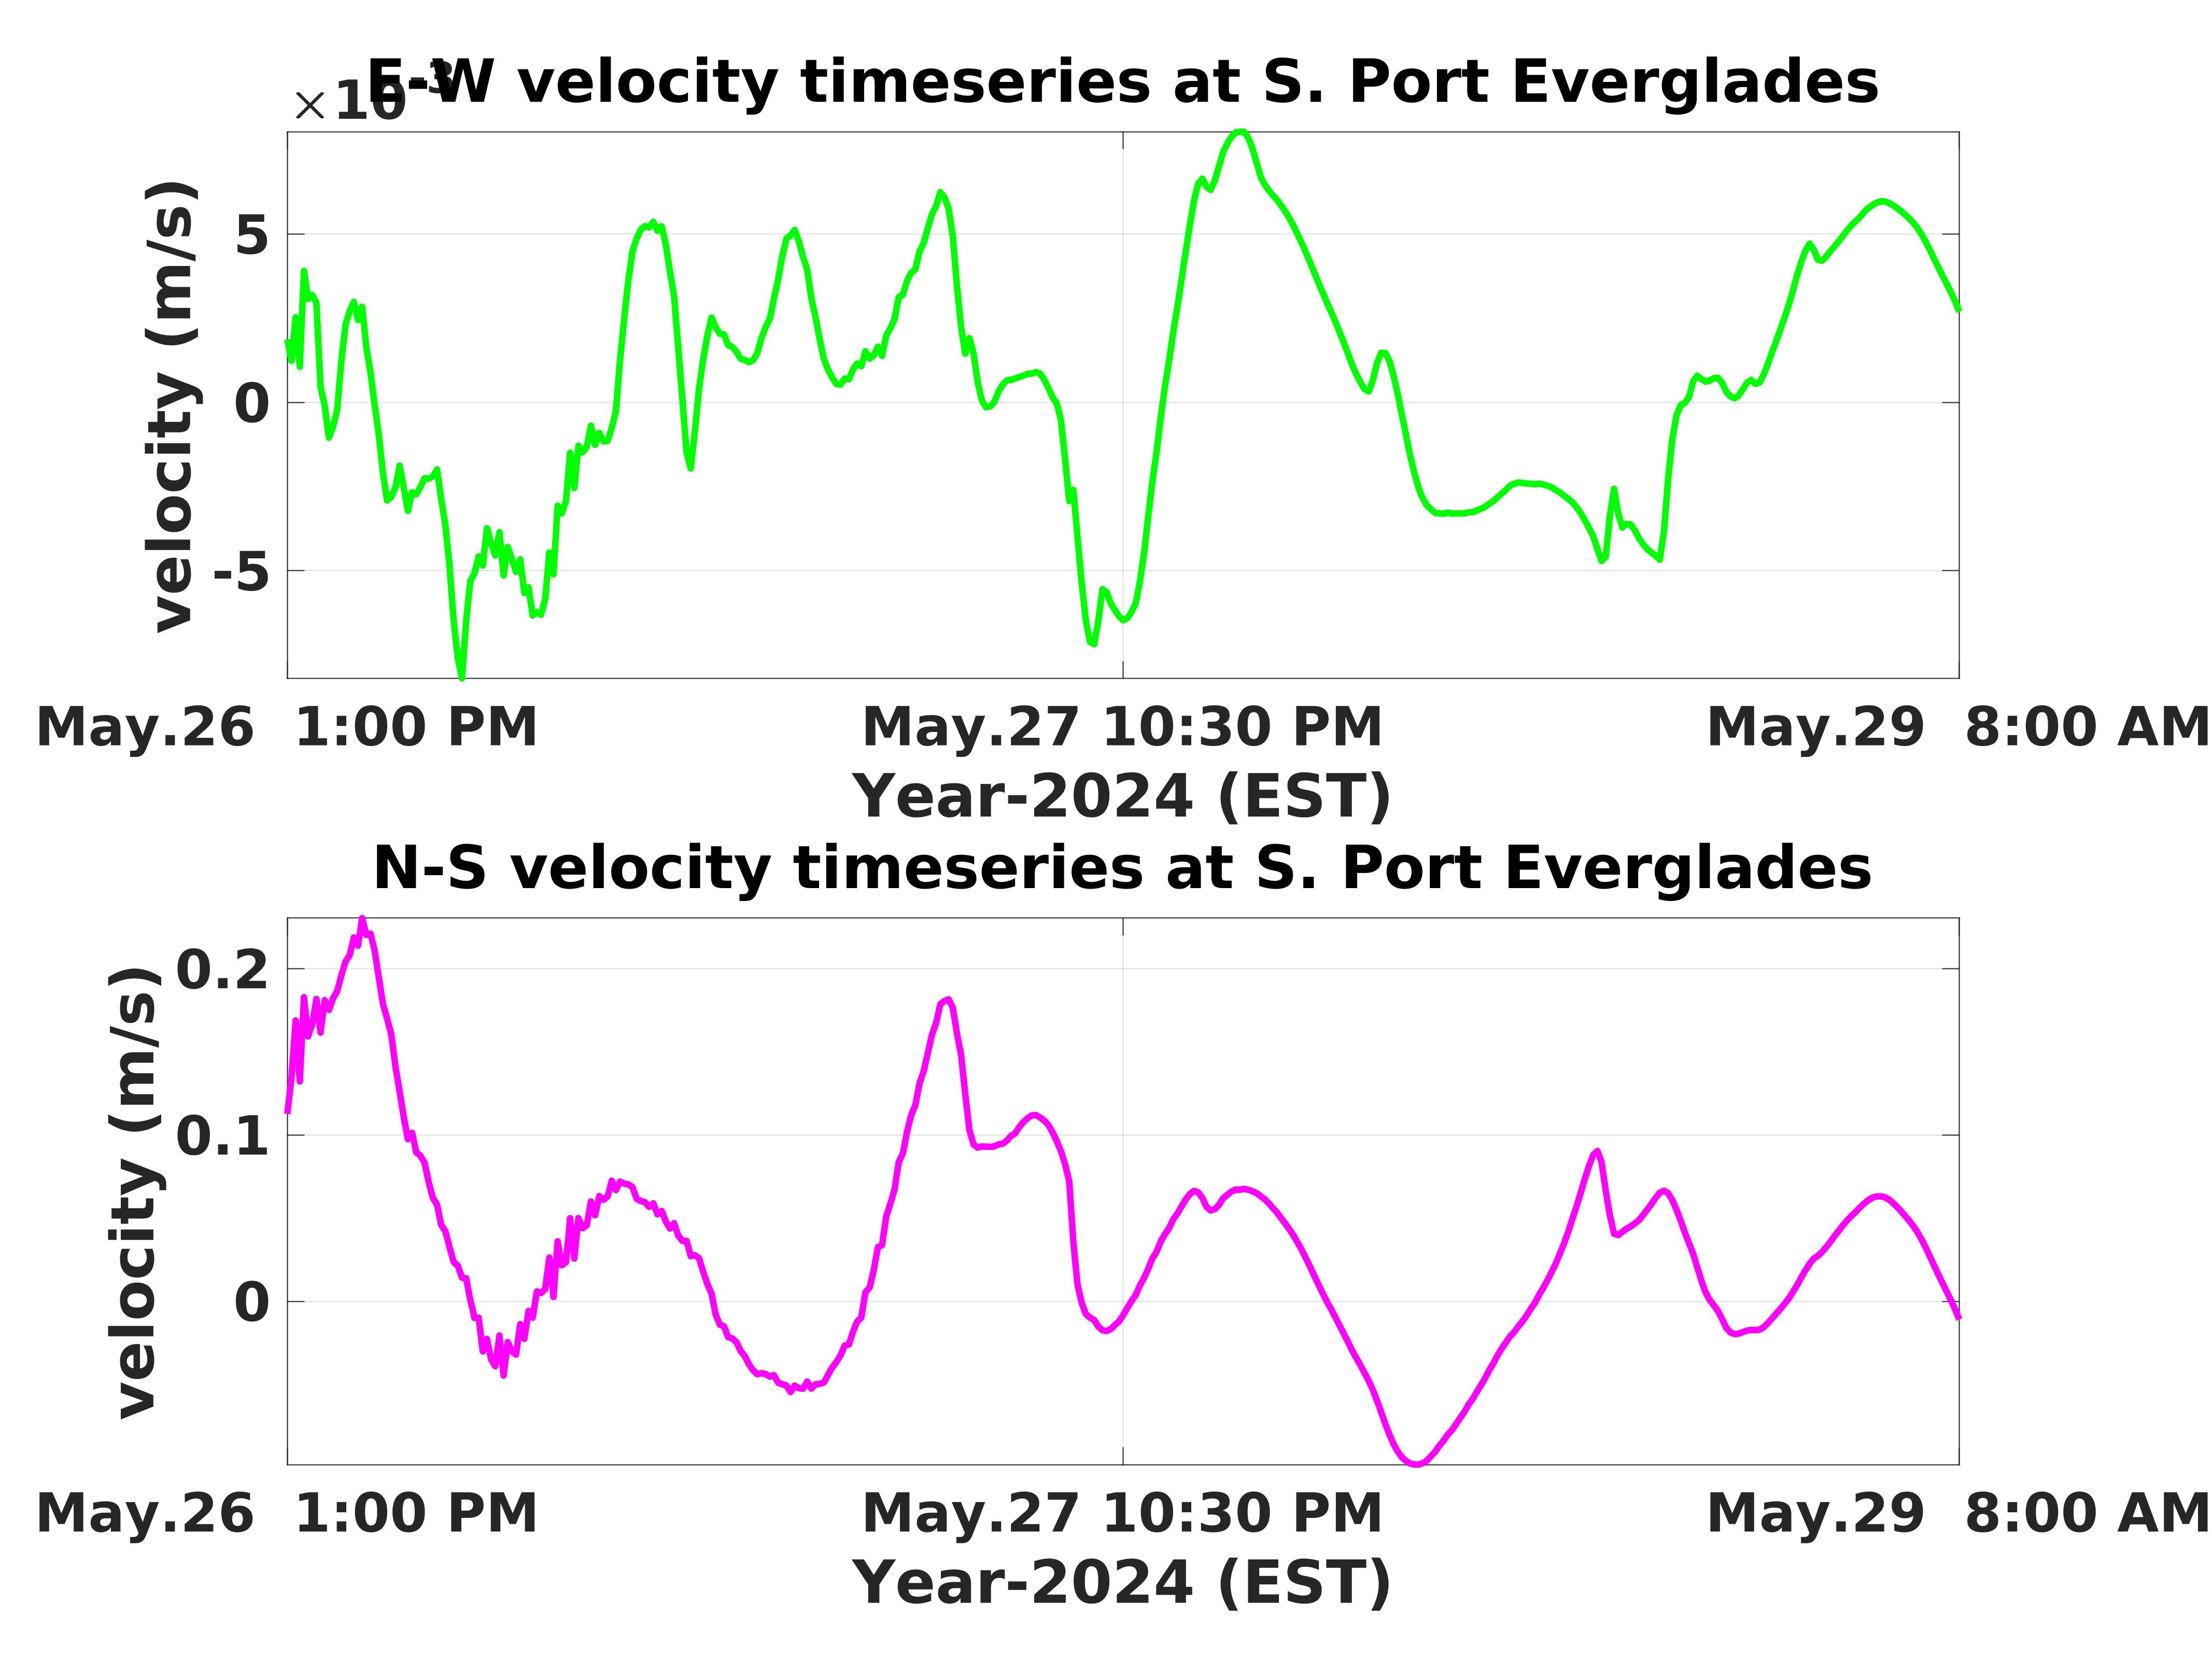 E-W velocity timeseries at S. Port Everglades
×10-3
velocity (m/s)
5
0
-5
May.26 1:00 PM May.27 10:30 PM May.29 8:00 AM
Year-2024 (EST)
N-S velocity timeseries at S. Port Everglades
velocity (m/s)
0.2
0.1
0
May.26 1:00 PM May.27 10:30 PM May.29 8:00 AM
Year-2024 (EST)